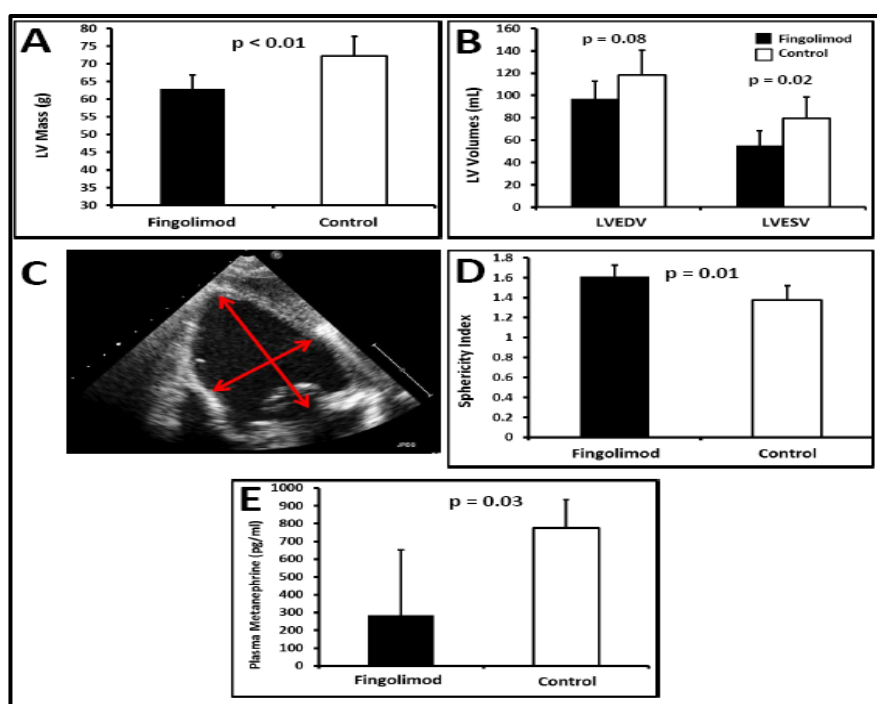 A
p < 0.01
LV Mass (g)
80
75
70
65
60
55
50
45
40
35
30
Fingolimod
Control
B
Fingolimod
Control
p = 0.08
p = 0.02
LV Volumes (mL)
160
140
120
100
80
60
40
20
0
LVEDV
LVESV
C
JPEG
D
p = 0.01
Sphericity Index
1.8
1.6
1.4
1.2
1
0.8
0.6
0.4
0.2
0
Fingolimod
Control
E
p = 0.03
Plasma Metanephrine (pg/ml)
1000
900
800
700
600
500
400
300
200
100
0
Fingolimod
Control